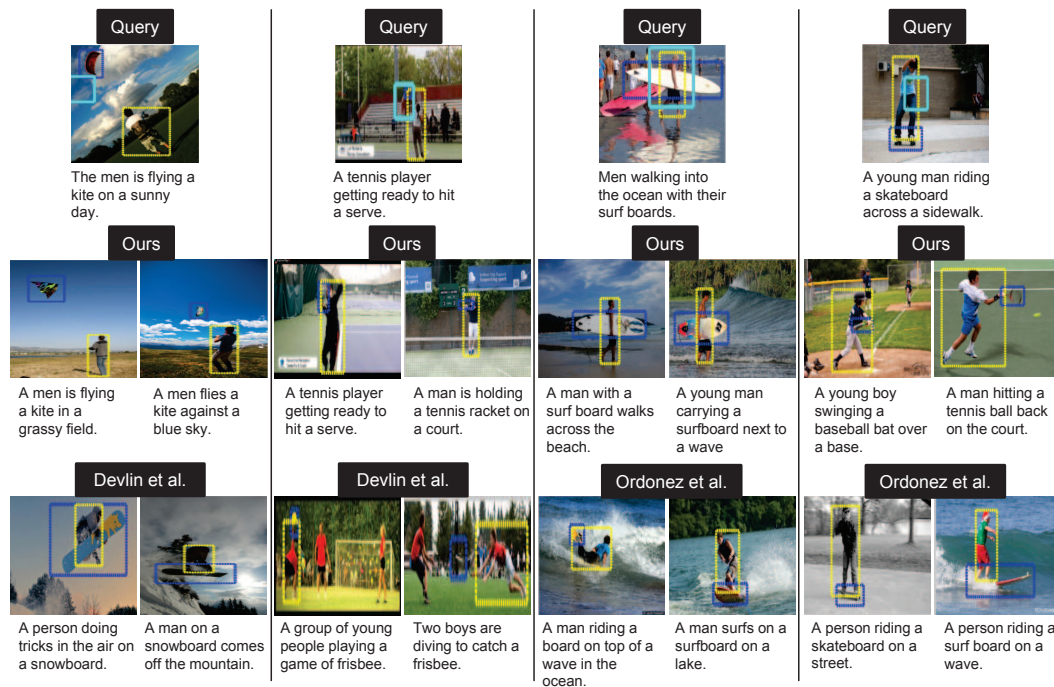 Query
The men is flying a
kite on a sunny
day.
Query
A tennis player
getting ready to hit
a serve.
Query
Men walking into
the ocean with their
surf boards.
Query
A young man riding
a skateboard
across a sidewalk.
Ours
A men is flying
a kite in a
grassy field.
A men flies a
kite against a
blue sky.
Ours
A tennis player
getting ready to
hit a serve.
A man is holding
a tennis racket on
a court.
Ours
A man with a
surf board walks
across the
beach.
A young man
carrying a
surfboard next to
a wave
Ours
A young boy
swinging a
baseball bat over
a base.
A man hitting a
tennis ball back
on the court.
Devlin et al.
A person doing
tricks in the air on
a snowboard.
A man on a
snowboard comes
off the mountain.
Devlin et al.
A group of young
people playing a
game of frisbee.
Two boys are
diving to catch a
frisbee.
Ordonez et al.
A man riding a
board on top of a
wave in the
ocean.
A man surfs on a
surfboard on a
lake.
Ordonez et al.
A person riding a
skateboard on a
street.
A person riding a
surf board on a
wave.